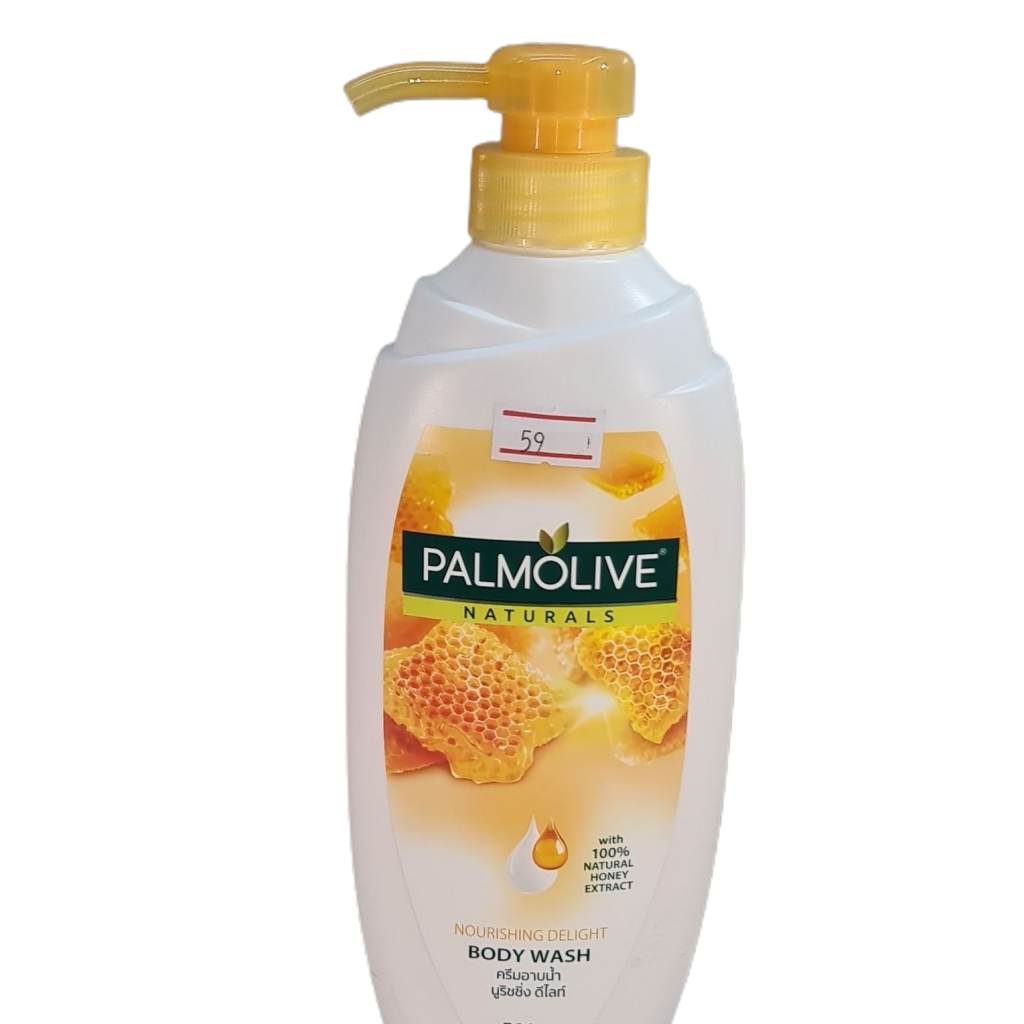 59
PALMOLIVE®
NATURALS
with
100%
NATURAL
HONEY
EXTRACT
NOURISHING DELIGHT
BODY WASH
ครีมอาบน้ำ
นูริชชิ่ง ดีไลท์